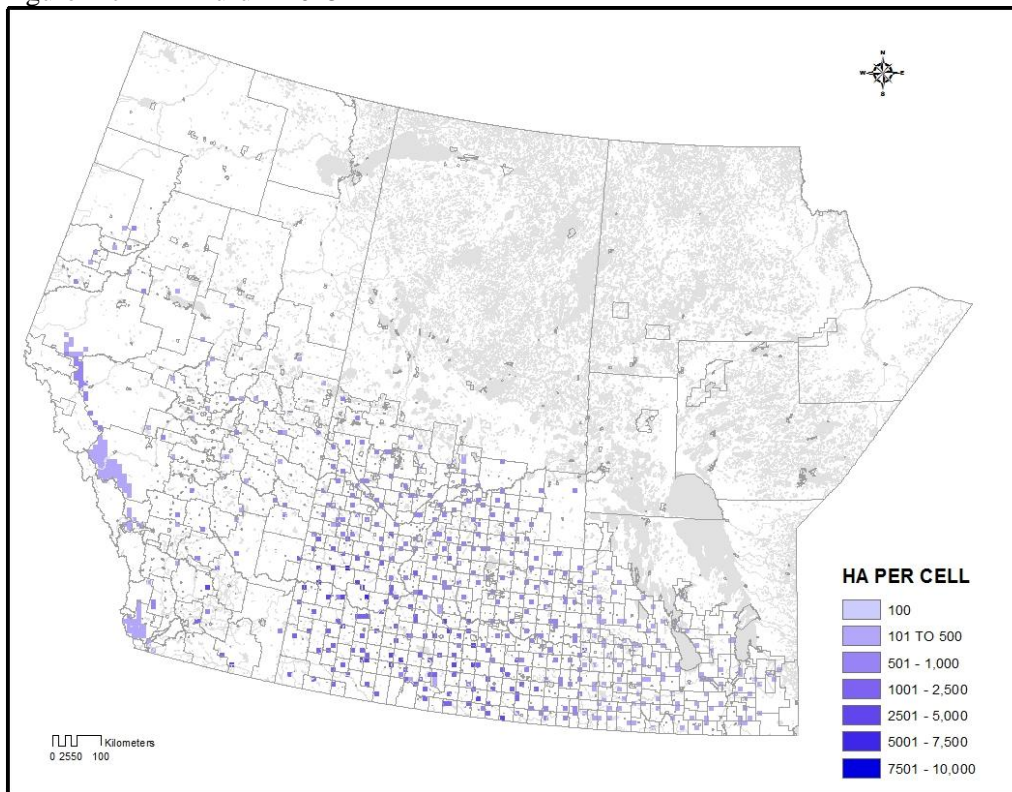 N
W E
S
HA PER CELL
100
101 TO 500
501 - 1,000
1001 - 2,500
2501 - 5,000
5001 - 7,500
7501 - 10,000
Kilometers
0 2550 100